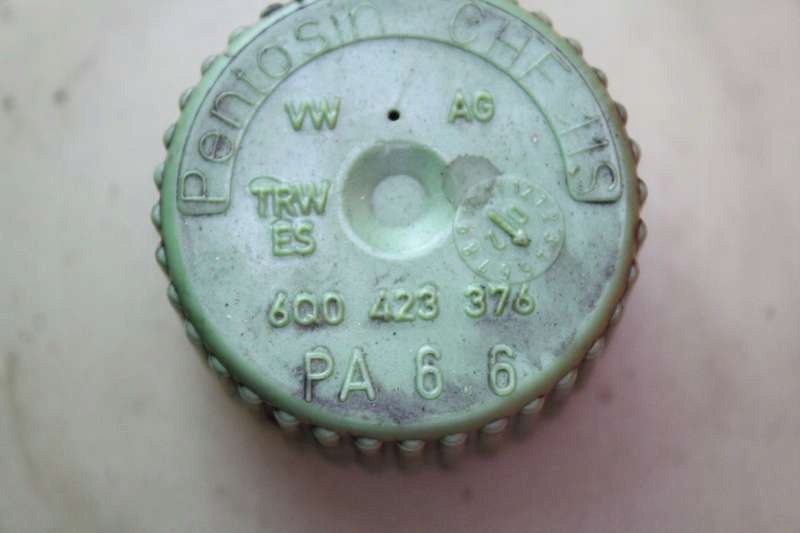 Pentosin CHF 11S
VW AG
TRW
ES
6Q0 423 376
PA 6 6